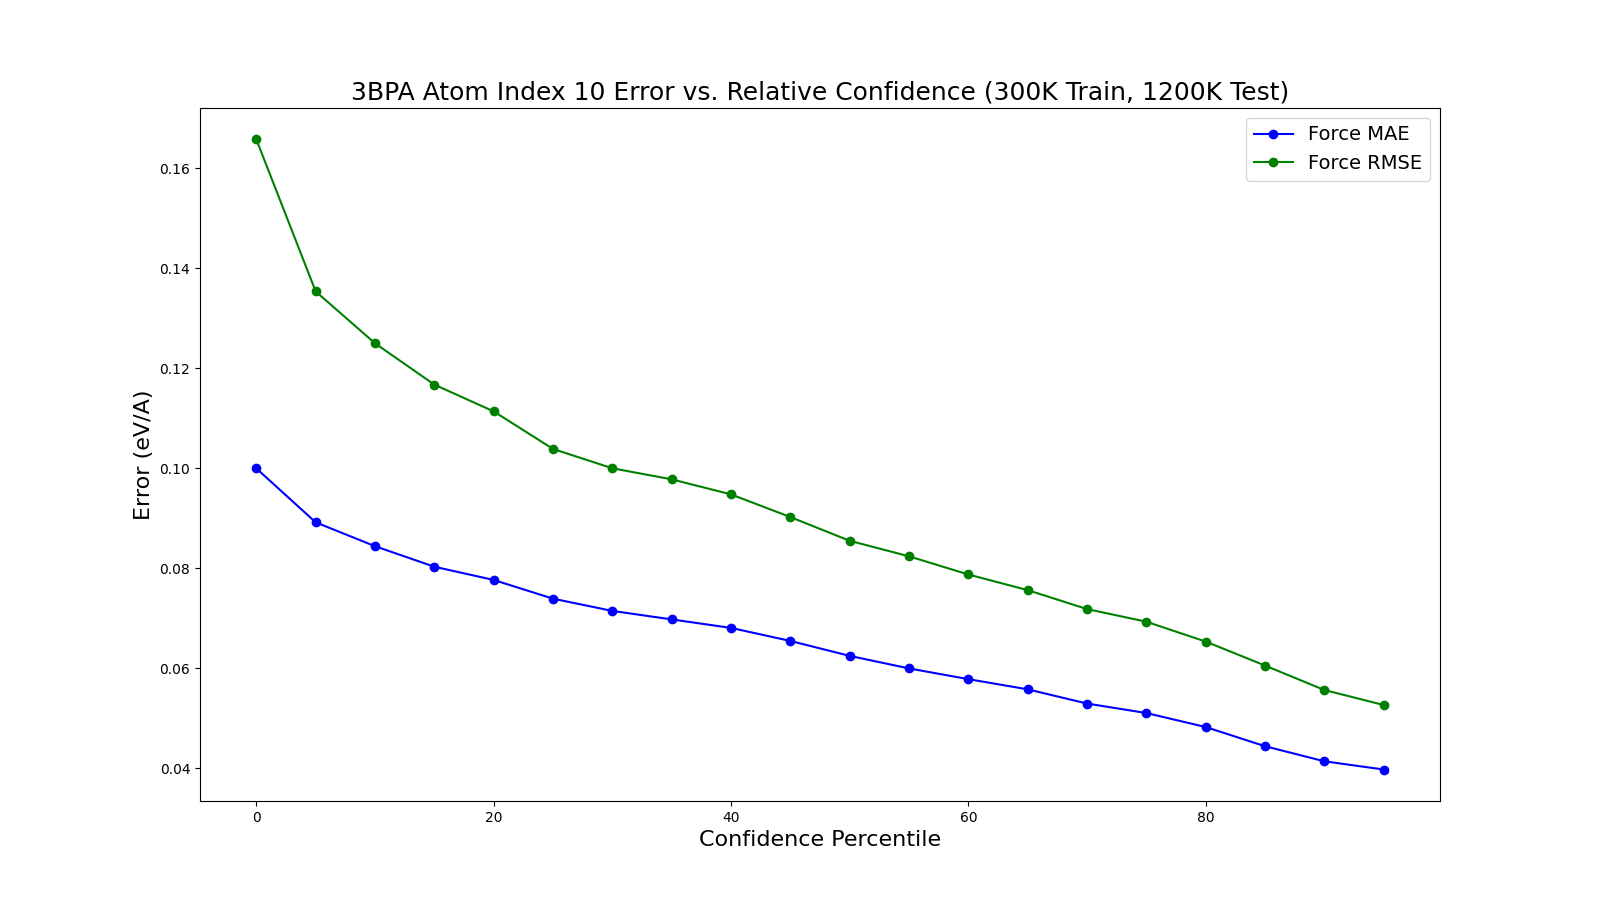 3BPA Atom Index 10 Error vs. Relative Confidence (300K Train, 1200K Test)
Force MAE
Force RMSE
Error (eV/A)
0.16
0.14
0.12
0.10
0.08
0.06
0.04
0 20 40 60 80
Confidence Percentile